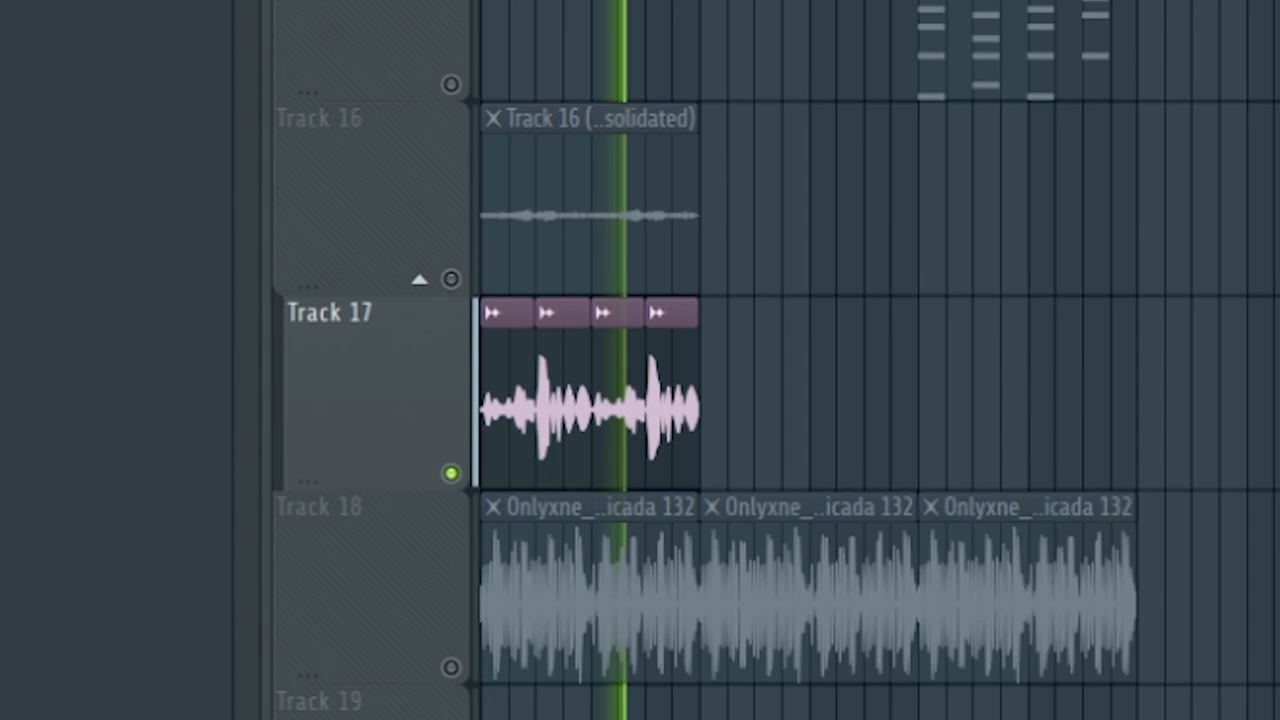 Track 16
Track 16 (..solidated)
Track 17
Track 18
Onlyxne_..icada 132
Onlyxne_..icada 132
Onlyxne_..icada 132
Track 19